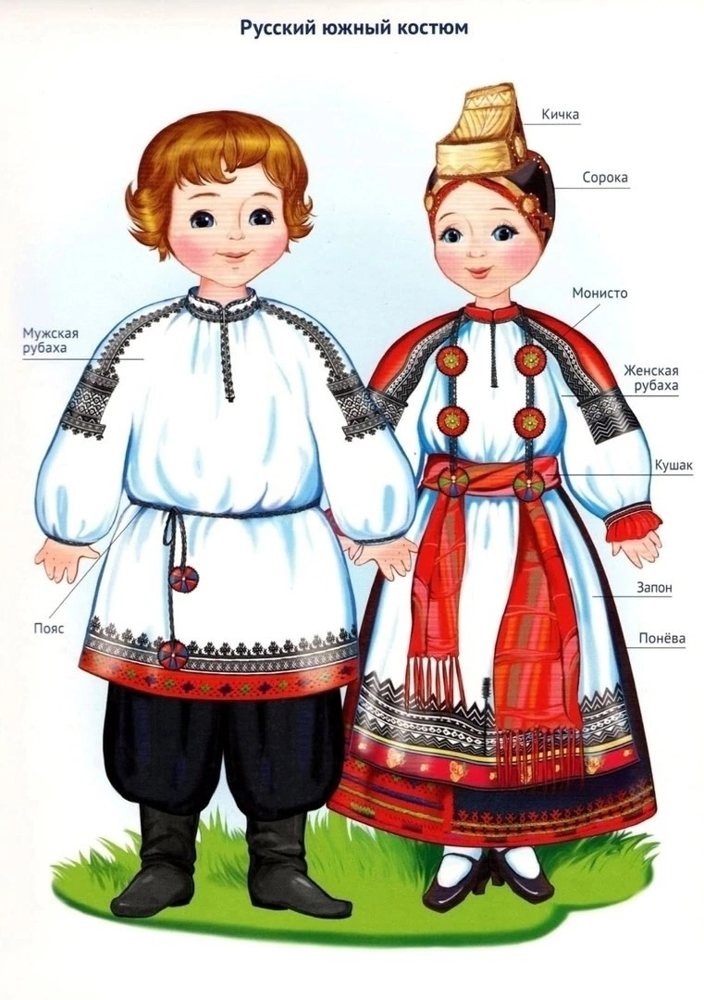 Русский южный костюм
Кичка
Сорока
Монисто
Мужская
рубаха
Женская
рубаха
Кушак
Запон
Пояс
Понёва